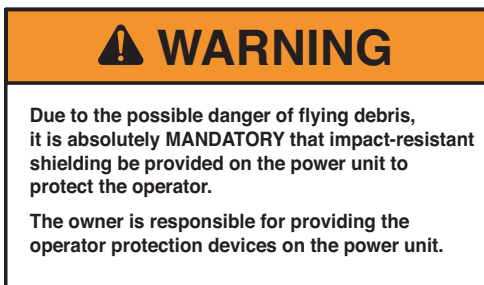 WARNING
Due to the possible danger of flying debris,
it is absolutely MANDATORY that impact-resistant
shielding be provided on the power unit to
protect the operator.
The owner is responsible for providing the
operator protection devices on the power unit.